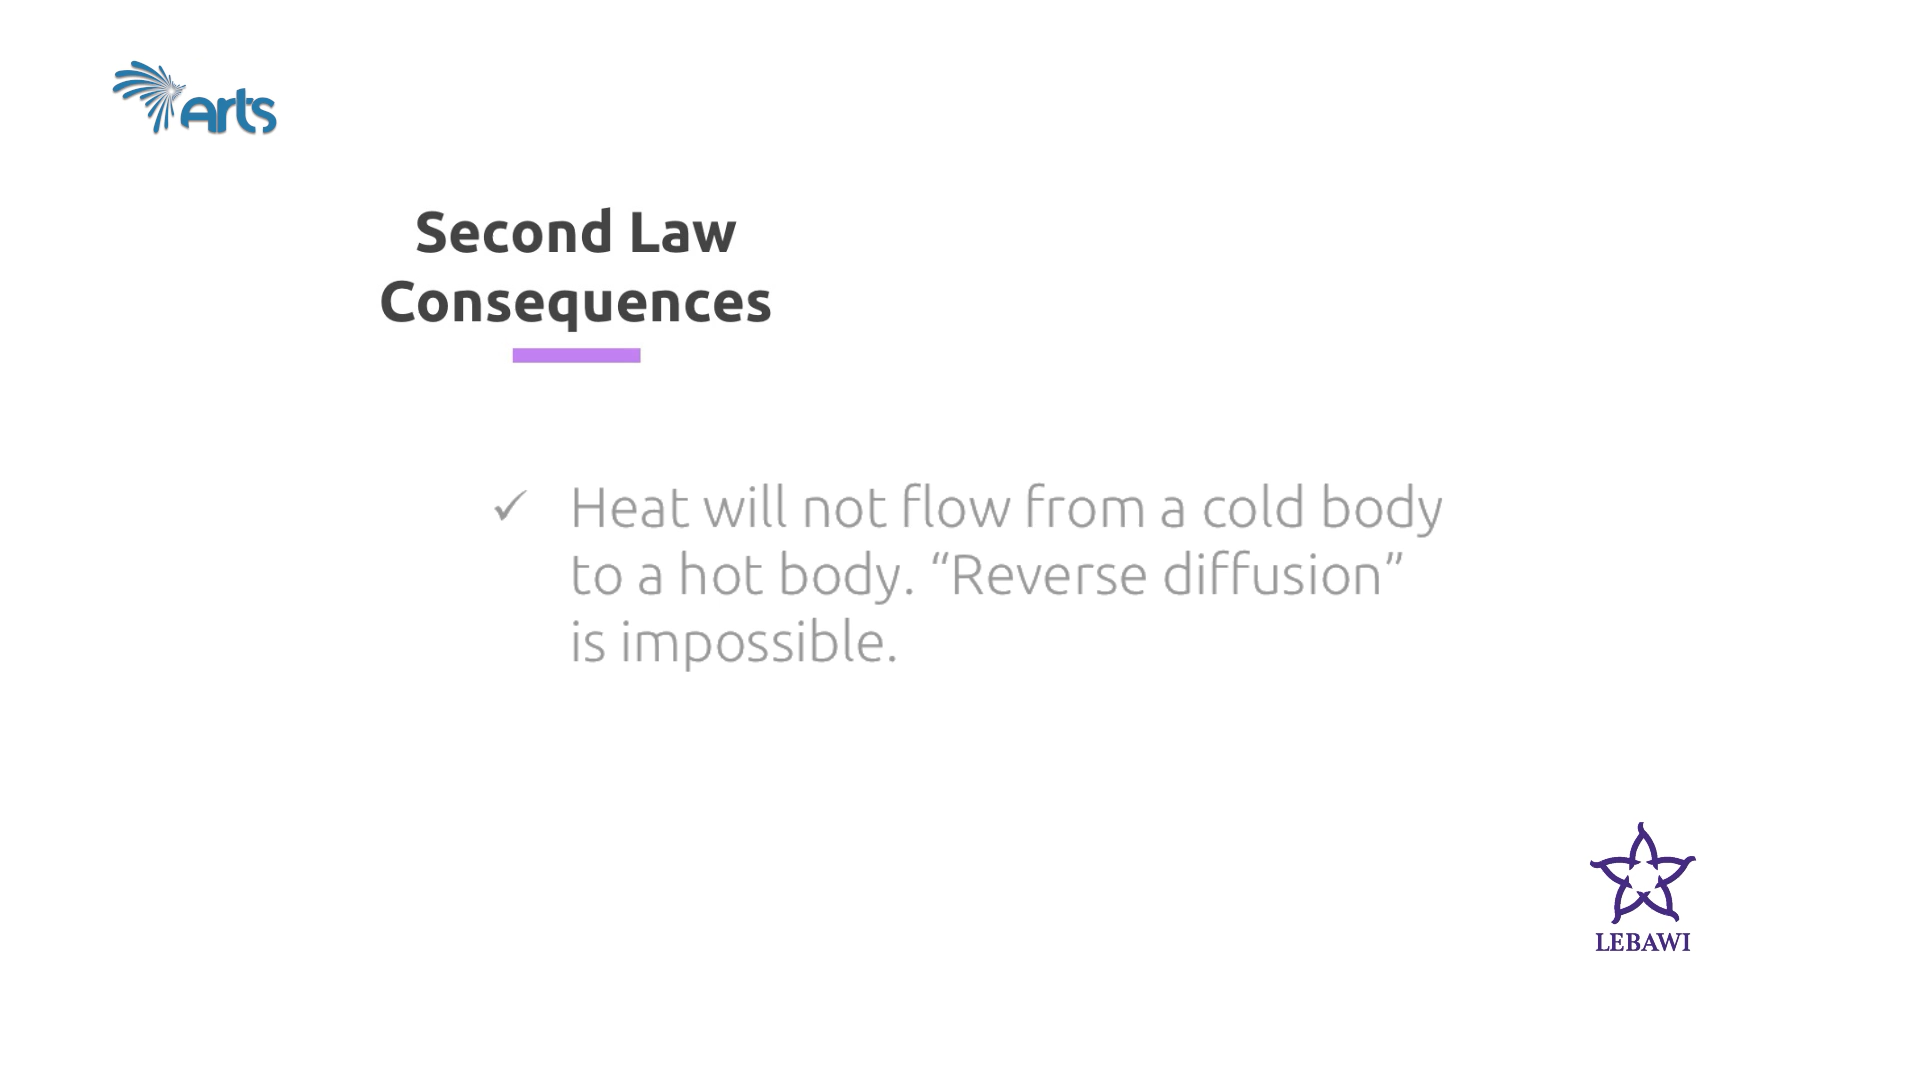 arts
Second Law
Consequences
✓ Heat will not flow from a cold body
to a hot body. “Reverse diffusion”
is impossible.
LEBAWI